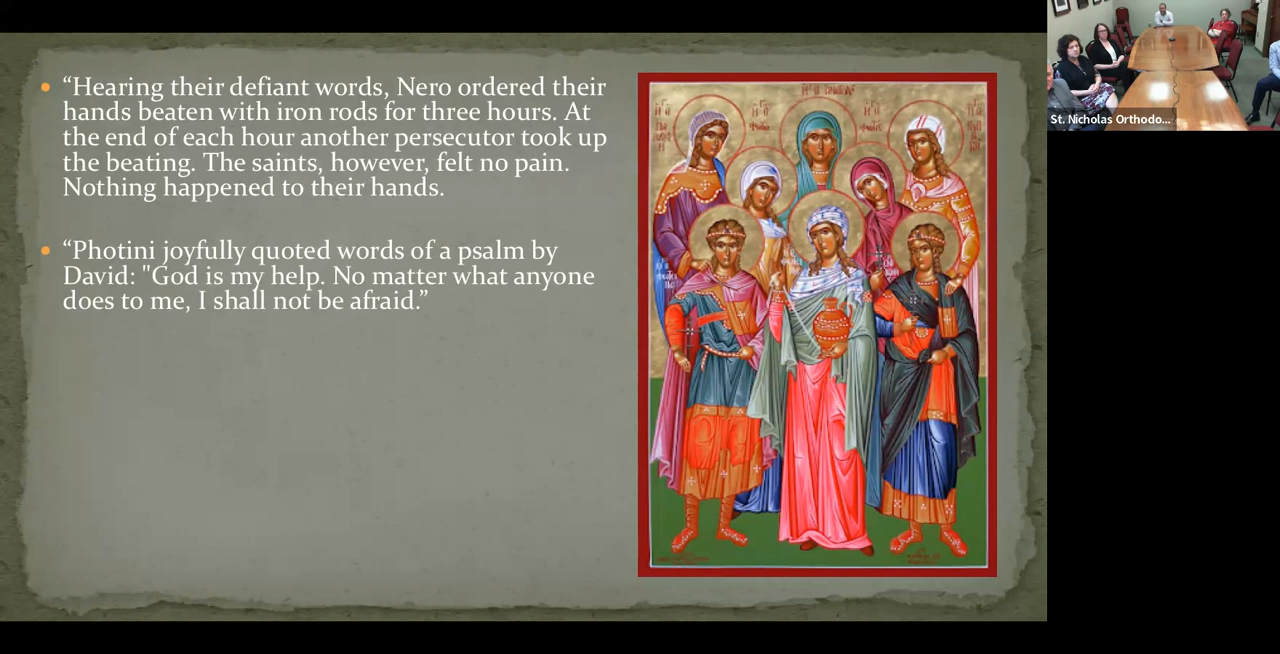 “Hearing their defiant words, Nero ordered their
hands beaten with iron rods for three hours. At
the end of each hour another persecutor took up
the beating. The saints, however, felt no pain.
Nothing happened to their hands.
“Photini joyfully quoted words of a psalm by
David: "God is my help. No matter what anyone
does to me, I shall not be afraid.”
St. Nicholas Orthodo...